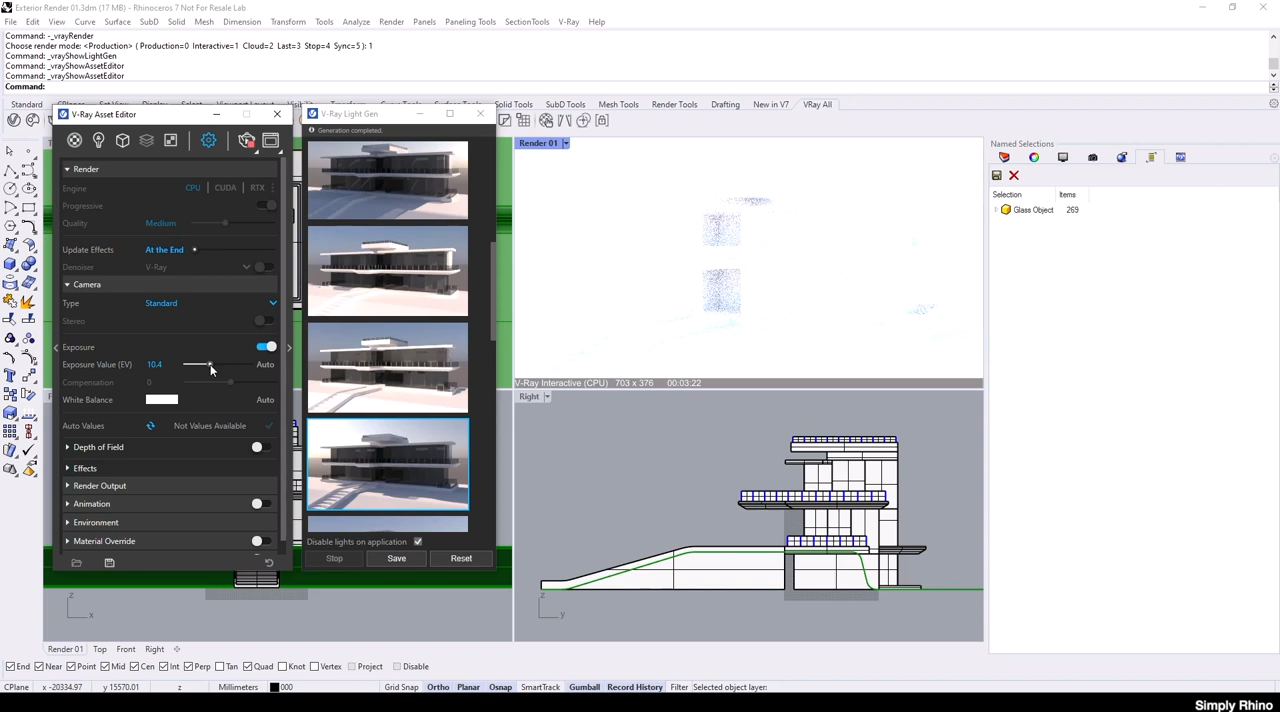 Exterior Render 01.3dm (17 MB) - Rhinoceros 7 Not For Resale Lab
File Edit View Curve Surface SubD Solid Mesh Dimension Transform Tools Analyze Render Panels Paneling Tools SectionTools V-Ray Help
Command: -_vrayRender
Choose render mode: <Production> ( Production=0 Interactive=1 Cloud=2 Last=3 Stop=4 Sync=5 ): 1
Command: _vrayShowLightGen
Command: _vrayShowAssetEditor
Command: _vrayShowAssetEditor
Command:
Standard Solid Tools SubD Tools Mesh Tools Render Tools Drafting New in V7 VRay All
V-Ray Asset Editor
V-Ray Light Gen
Generation completed.
Render 01
Named Selections
Render
Engine CPU CUDA RTX
Progressive
Quality Medium
Selection Items
Glass Object 269
Update Effects At the End
Denoiser V-Ray
Camera
Type Standard
Stereo
Exposure
Exposure Value (EV) 10.4 Auto
Compensation 0
White Balance Auto
V-Ray Interactive (CPU) 703 x 376 00:03:22
Right
Auto Values Not Values Available
Depth of Field
Effects
Render Output
Animation
Environment
Material Override
Disable lights on application
Stop Save Reset
z x
z y
Render 01 Top Front Right
End Near Point Mid Cen Int Perp Tan Quad Knot Vertex Project Disable
CPlane x -20334.97 y 15570.01 z Millimeters 000 Grid Snap Ortho Planar Osnap SmartTrack Gumball Record History Filter Selected object layer:
Simply Rhino